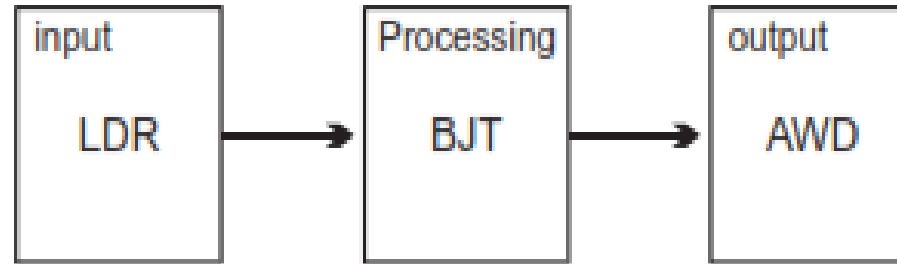 input
LDR
Processing
BJT
output
AWD